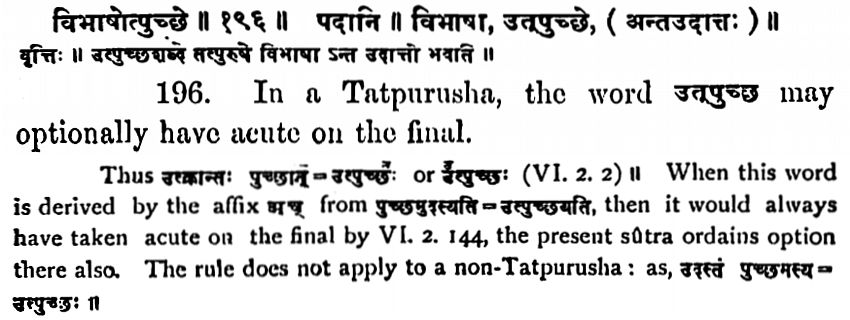 विभाषोत्पुच्छे ॥ १९६ ॥ पदानि ॥ विभाषा, उत्पुच्छे, ( अन्तउदात्तः ) ॥
वृत्तिः ॥ उत्पुच्छशब्दे तत्पुरुषे विभाषा ऽन्त उदात्तो भवति ॥
196. In a Tatpurusha, the word उत्पुच्छ may
optionally have acute on the final.
Thus उत्क्रान्तः पुच्छात् = उत्पुच्छः or उत्पुच्छः (VI. 2. 2) ॥ When this word
is derived by the affix अच् from पुच्छमुदस्यति = उत्पुच्छयति, then it would always
have taken acute on the final by VI. 2. 144, the present sûtra ordains option
there also. The rule does not apply to a non-Tatpurusha : as, उदस्तं पुच्छमस्य =
उत्पुच्छः ॥